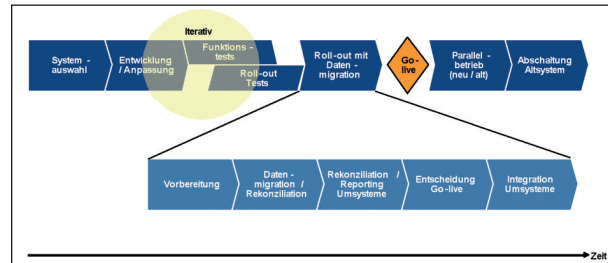 Iterativ
System -
auswahl
Entwicklung
/ Anpassung
Funktions -
tests
Roll-out
Tests
Roll-out mit
Daten-
migration
Go-
live
Parallel -
betrieb
(neu / alt)
Abschaltung
Altsystem
Vorbereitung
Daten -
migration /
Rekonziliation
Rekonziliation /
Reporting
Umsysteme
Entscheidung
Go-live
Integration
Umsysteme
Zeit